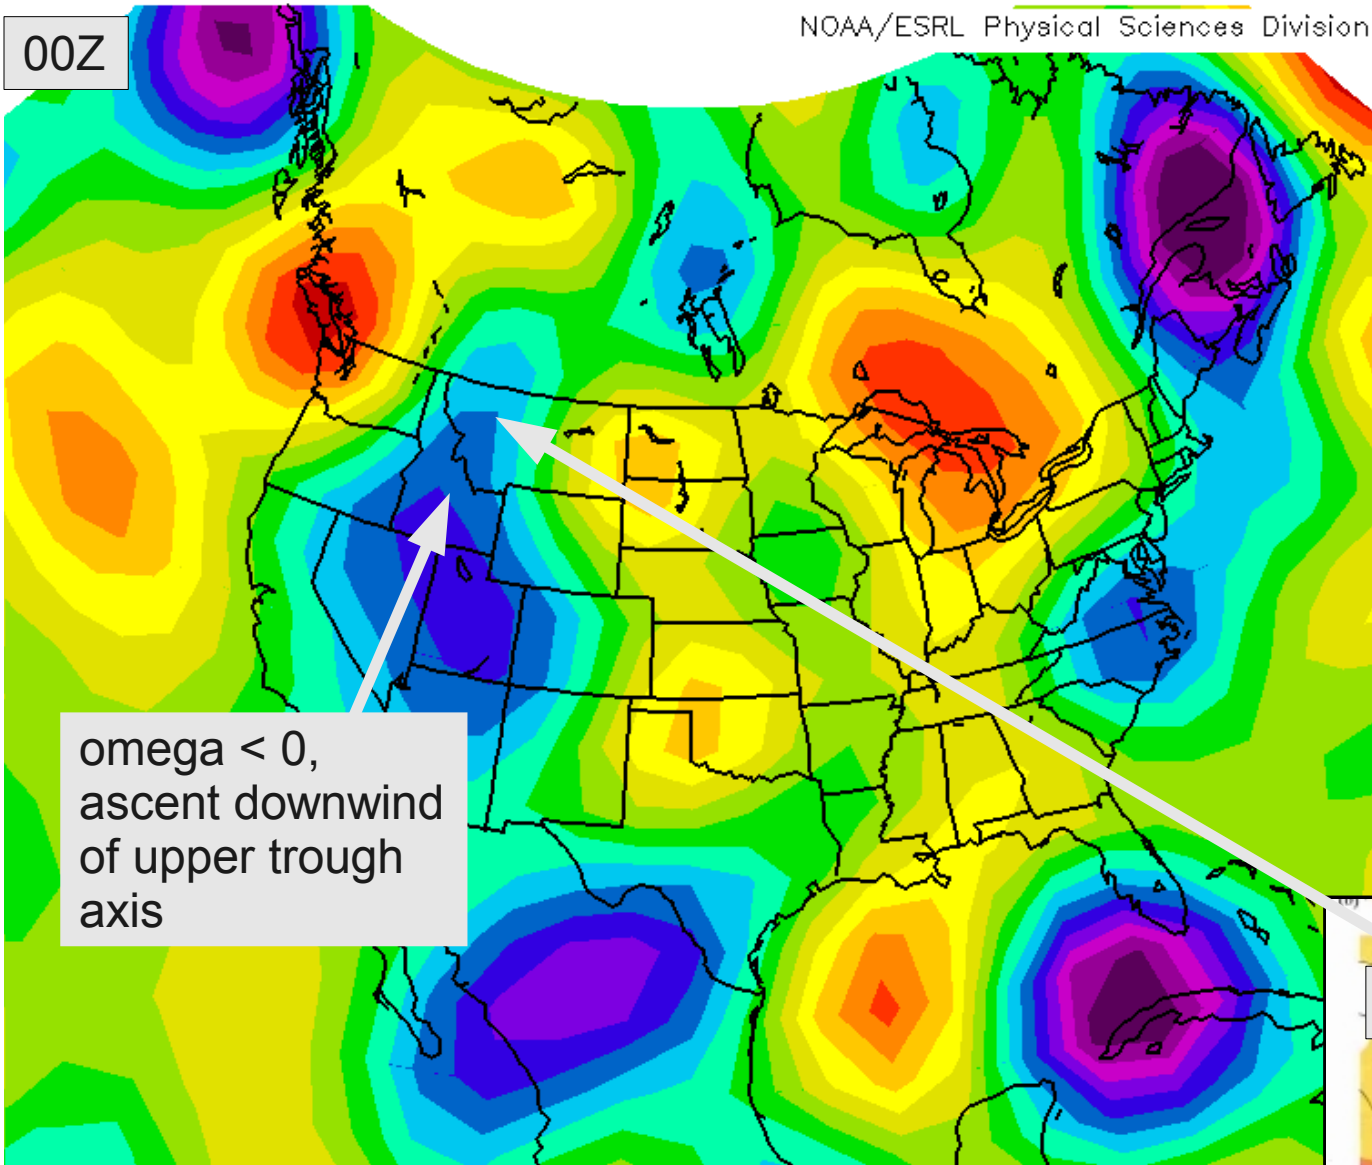 00Z
NOAA/ESRL Physical Sciences Division
omega < 0,
ascent downwind
of upper trough
axis